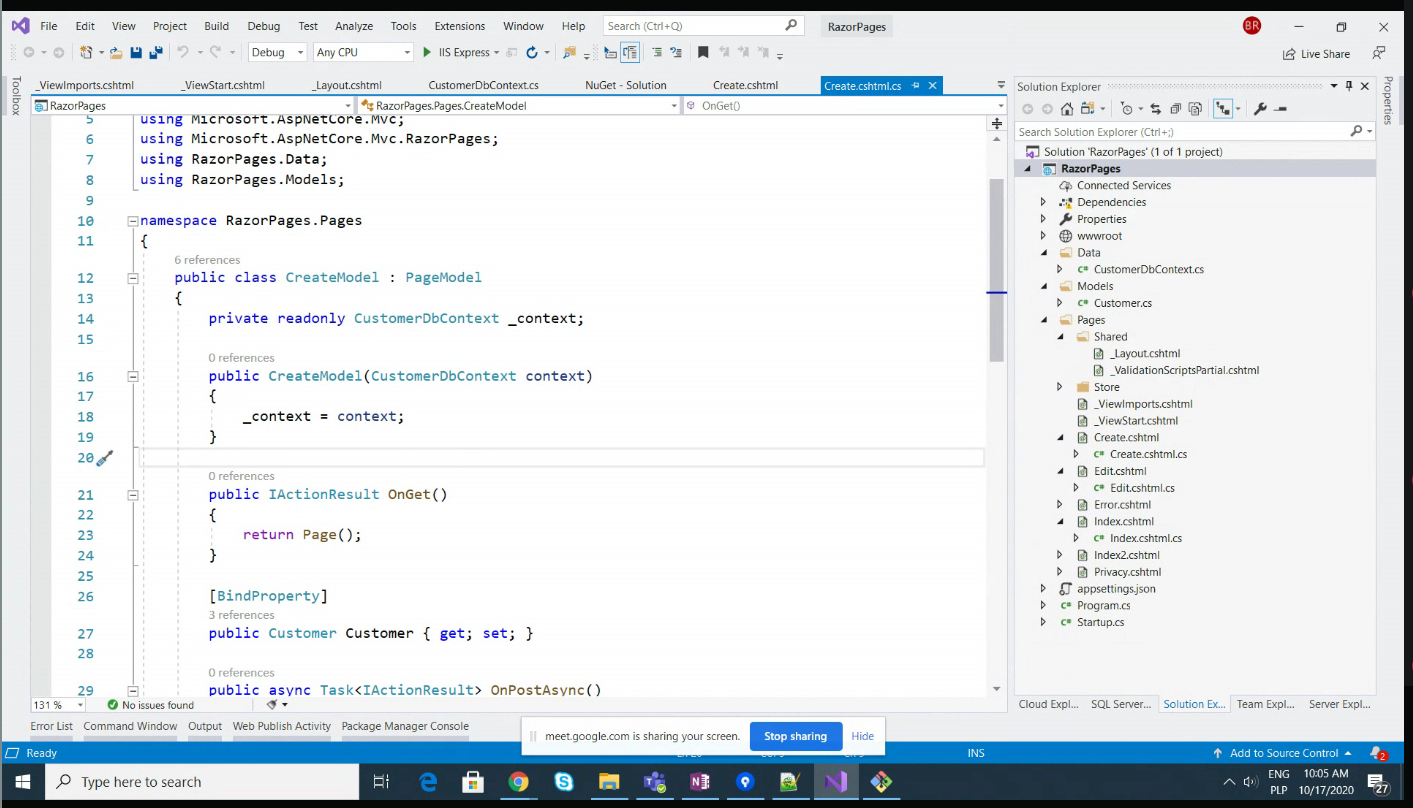 File Edit View Project Build Debug Test Analyze Tools Extensions Window Help Search (Ctrl+Q) RazorPages BR
Debug Any CPU IIS Express Live Share
Toolbox
_ViewImports.cshtml _ViewStart.cshtml _Layout.cshtml CustomerDbContext.cs NuGet - Solution Create.cshtml Create.cshtml.cs
RazorPages RazorPages.Pages.CreateModel OnGet()
5 using Microsoft.AspNetCore.Mvc;
6 using Microsoft.AspNetCore.Mvc.RazorPages;
7 using RazorPages.Data;
8 using RazorPages.Models;
9
10 namespace RazorPages.Pages
11 {
6 references
12 public class CreateModel : PageModel
13 {
14 private readonly CustomerDbContext _context;
15
0 references
16 public CreateModel(CustomerDbContext context)
17 {
18 _context = context;
19 }
20
0 references
21 public IActionResult OnGet()
22 {
23 return Page();
24 }
25
26 [BindProperty]
3 references
27 public Customer Customer { get; set; }
28
0 references
29 public async Task<IActionResult> OnPostAsync()
131 % No issues found
Error List Command Window Output Web Publish Activity Package Manager Console
Solution Explorer
Properties
Search Solution Explorer (Ctrl+;)
Solution 'RazorPages' (1 of 1 project)
RazorPages
Connected Services
Dependencies
Properties
wwwroot
Data
CustomerDbContext.cs
Models
Customer.cs
Pages
Shared
_Layout.cshtml
_ValidationScriptsPartial.cshtml
Store
_ViewImports.cshtml
_ViewStart.cshtml
Create.cshtml
Create.cshtml.cs
Edit.cshtml
Edit.cshtml.cs
Error.cshtml
Index.cshtml
Index.cshtml.cs
Index2.cshtml
Privacy.cshtml
appsettings.json
Program.cs
Startup.cs
Cloud Expl... SQL Server... Solution Ex... Team Expl... Server Expl...
meet.google.com is sharing your screen. Stop sharing Hide
Ready INS Add to Source Control 2
Type here to search
ENG 10:05 AM
PLP 10/17/2020 27